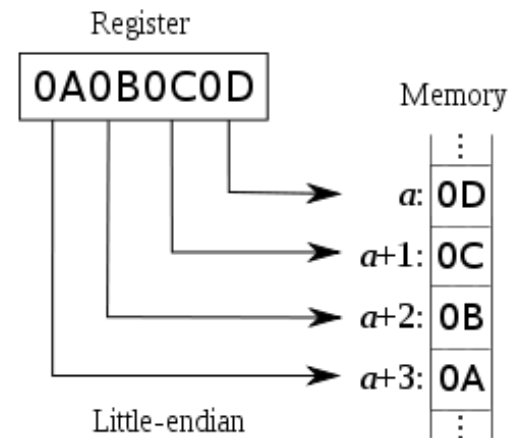 Register
0A0B0C0D
Memory
⋮
a: 0D
a+1: 0C
a+2: 0B
a+3: 0A
⋮
Little-endian